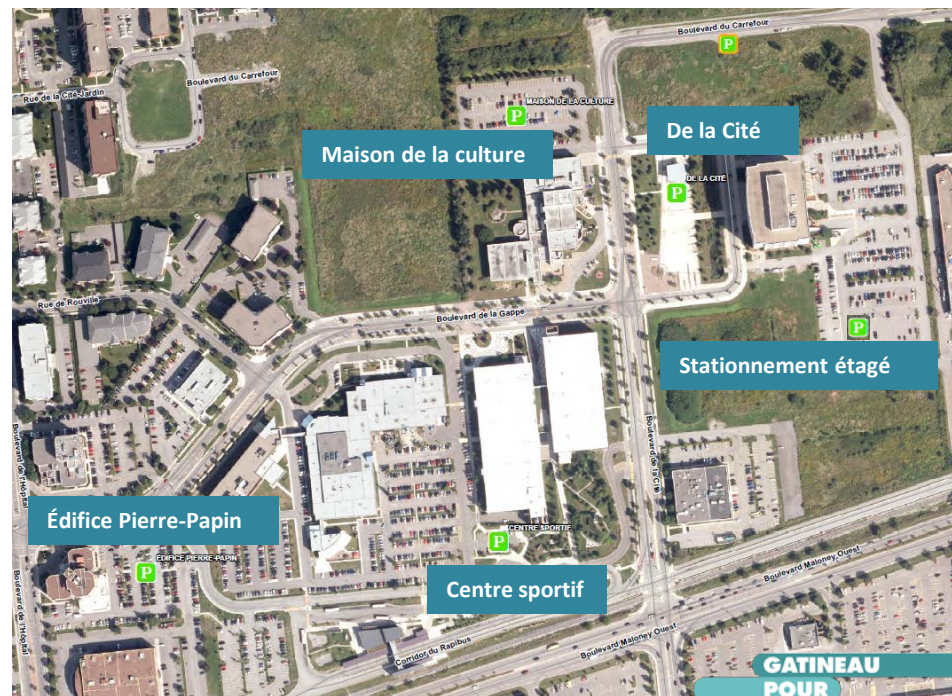 Boulevard du Carrefour
P
Boulevard du Carrefour
Rue de la Cité-Jardin
MAISON DE LA CULTURE
P
Maison de la culture
De la Cité
DE LA CITÉ
P
Rue de Rouville
Boulevard de la Gappe
P
Stationnement étagé
Boulevard de l'Hôpital
Boulevard de la Cité
Édifice Pierre-Papin
CENTRE SPORTIF
P
ÉDIFICE PIERRE-PAPIN
P
Centre sportif
Boulevard Maloney Ouest
Boulevard de l'Hôpital
Corridor du Rapibus
Boulevard Maloney Ouest
GATINEAU
POUR